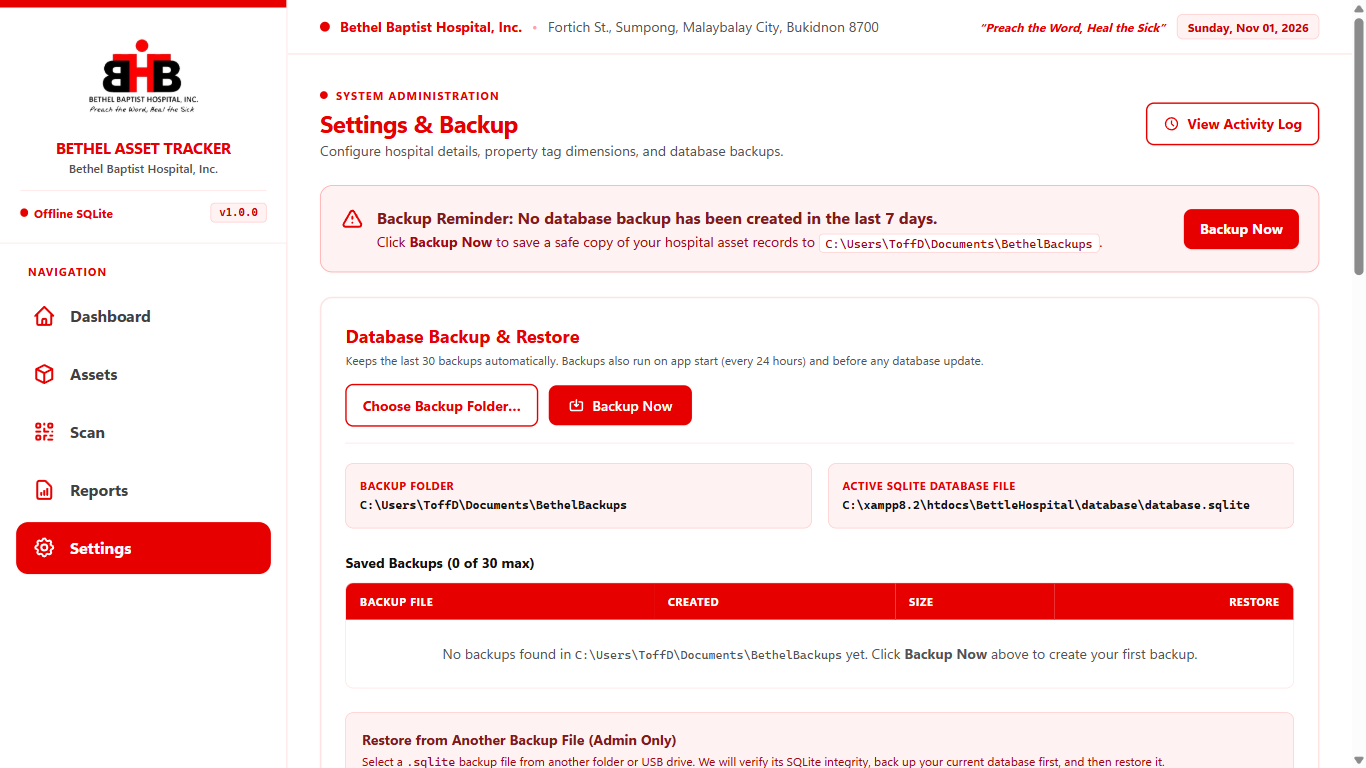 BHB
BETHEL BAPTIST HOSPITAL, INC.
Preach the Word, Heal the Sick
BETHEL ASSET TRACKER
Bethel Baptist Hospital, Inc.
Offline SQLite
v1.0.0
NAVIGATION
Dashboard
Assets
Scan
Reports
Settings
Bethel Baptist Hospital, Inc. • Fortich St., Sumpong, Malaybalay City, Bukidnon 8700
“Preach the Word, Heal the Sick”
Sunday, Nov 01, 2026
SYSTEM ADMINISTRATION
Settings & Backup
Configure hospital details, property tag dimensions, and database backups.
View Activity Log
Backup Reminder: No database backup has been created in the last 7 days.
Click Backup Now to save a safe copy of your hospital asset records to C:\Users\ToffD\Documents\BethelBackups .
Backup Now
Database Backup & Restore
Keeps the last 30 backups automatically. Backups also run on app start (every 24 hours) and before any database update.
Choose Backup Folder...
Backup Now
BACKUP FOLDER
C:\Users\ToffD\Documents\BethelBackups
ACTIVE SQLITE DATABASE FILE
C:\xampp8.2\htdocs\BettleHospital\database\database.sqlite
Saved Backups (0 of 30 max)
BACKUP FILE CREATED SIZE RESTORE
No backups found in C:\Users\ToffD\Documents\BethelBackups yet. Click Backup Now above to create your first backup.
Restore from Another Backup File (Admin Only)
Select a .sqlite backup file from another folder or USB drive. We will verify its SQLite integrity, back up your current database first, and then restore it.